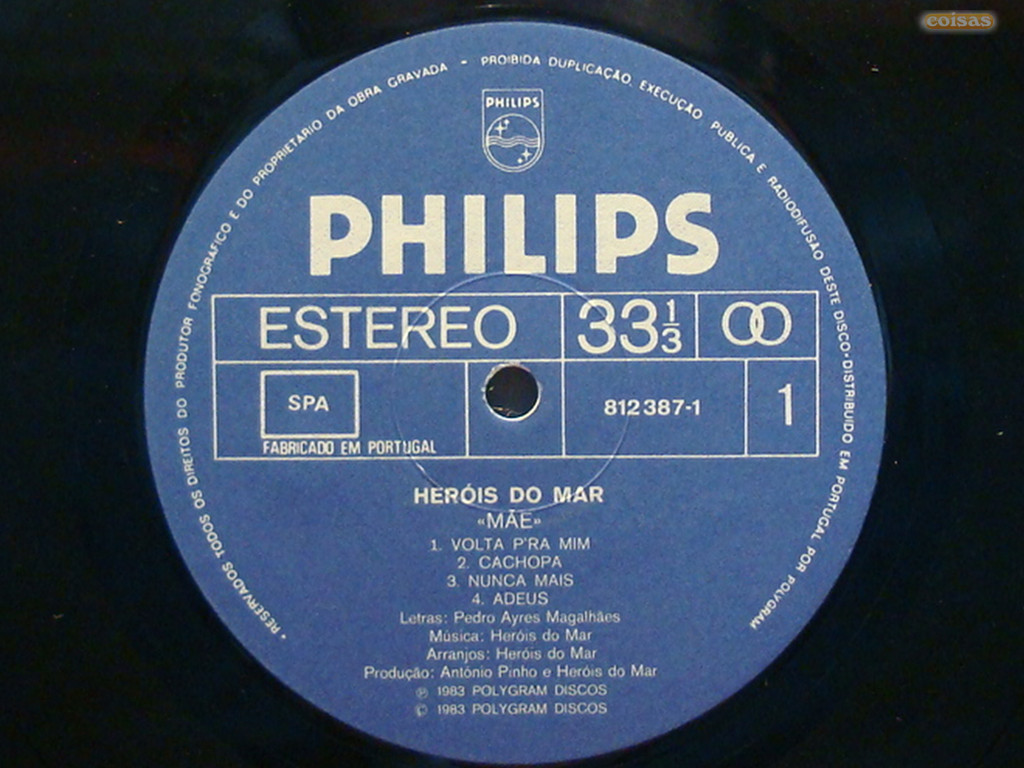 coisas
• RESERVADOS TODOS OS DIREITOS DO PRODUTOR FONOGRÁFICO E DO PROPRIETÁRIO DA OBRA GRAVADA - PROIBIDA DUPLICAÇÃO, EXECUÇÃO PUBLICA E RADIODIFUSÃO DESTE DISCO-DISTRIBUIDO EM PORTUGAL POR POLYGRAM
PHILIPS
PHILIPS
ESTEREO 33 1/3
SPA 812 387-1 1
FABRICADO EM PORTUGAL
HERÓIS DO MAR
«MÃE»
1. VOLTA P'RA MIM
2. CACHOPA
3. NUNCA MAIS
4. ADEUS
Letras: Pedro Ayres Magalhães
Música: Heróis do Mar
Arranjos: Heróis do Mar
Produção: António Pinho e Heróis do Mar
℗ 1983 POLYGRAM DISCOS
© 1983 POLYGRAM DISCOS